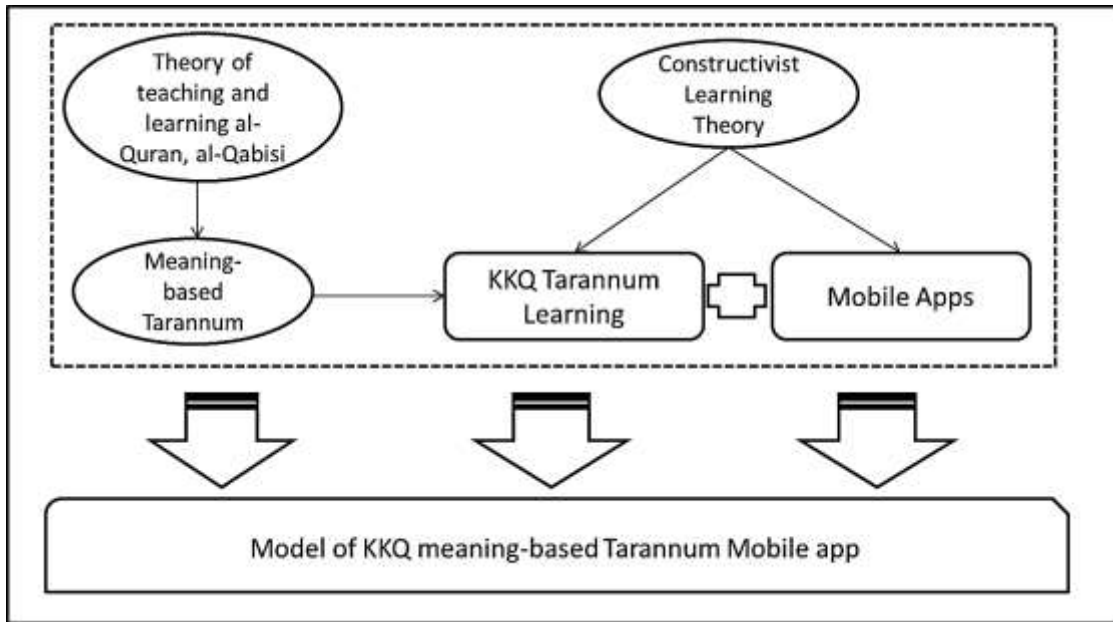 Theory of
teaching and
learning al-
Quran, al-Qabisi
Constructivist
Learning
Theory
Meaning-
based
Tarannum
KKQ Tarannum
Learning
Mobile Apps
Model of KKQ meaning-based Tarannum Mobile app